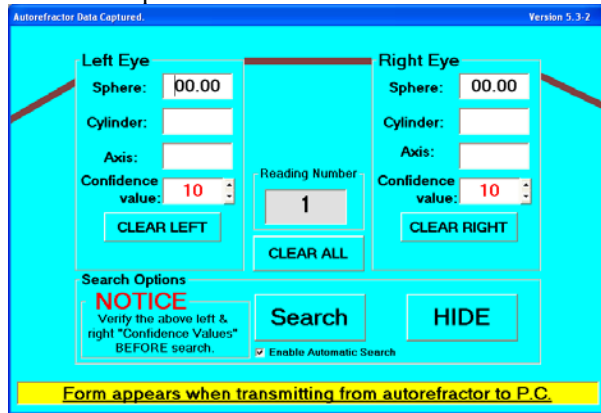 Autorefractor Data Captured. Version 5.3-2
Left Eye
Sphere: 00.00
Cylinder:
Axis:
Confidence
value: 10
CLEAR LEFT
Reading Number
1
CLEAR ALL
Right Eye
Sphere: 00.00
Cylinder:
Axis:
Confidence
value: 10
CLEAR RIGHT
Search Options
NOTICE
Verify the above left &
right "Confidence Values"
BEFORE search.
Search
Enable Automatic Search
HIDE
Form appears when transmitting from autorefractor to P.C.